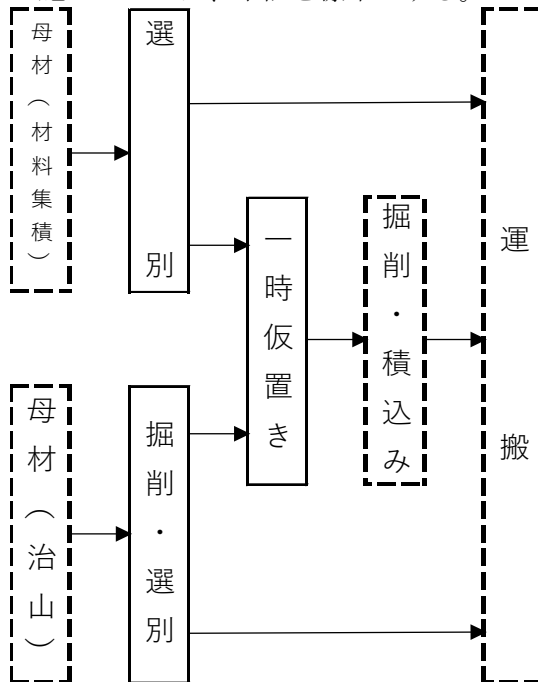 母材（材料集積）
選別
一時仮置き
掘削・積込み
運搬
母材（治山）
掘削・選別